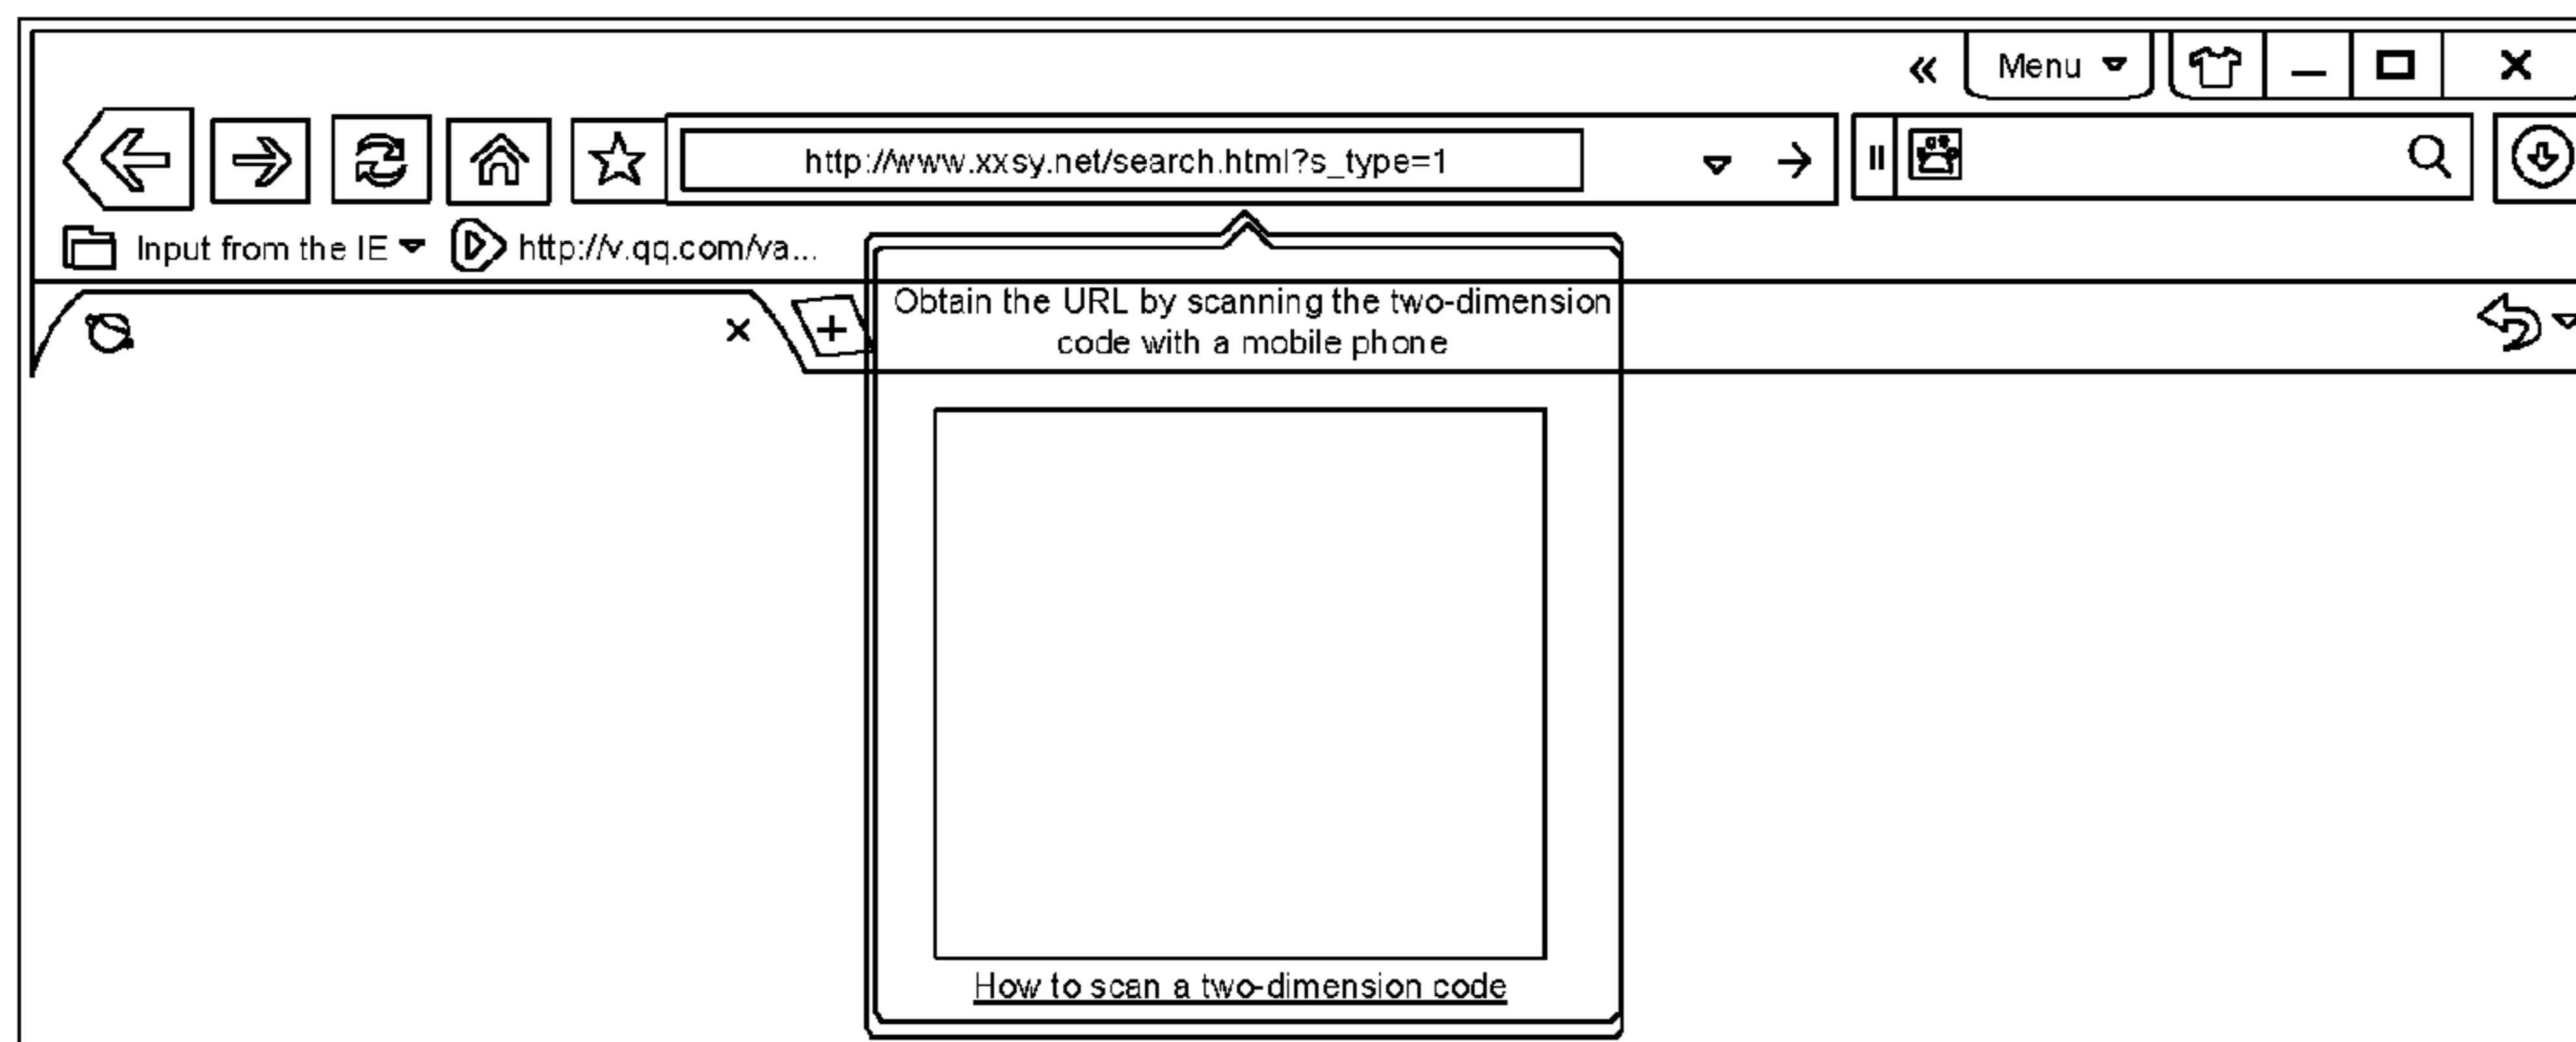 Menu
http://www.xxsy.net/search.html?s_type=1
Input from the IE
http://v.qq.com/va...
Obtain the URL by scanning the two-dimension
code with a mobile phone
How to scan a two-dimension code